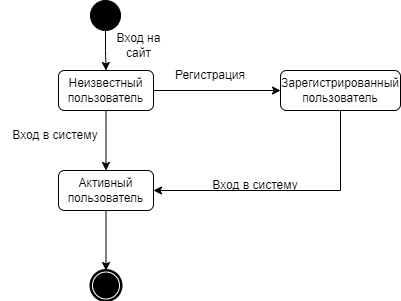 Вход на
сайт
Неизвестный
пользователь
Регистрация
Зарегистрированный
пользователь
Вход в систему
Активный
пользователь
Вход в систему